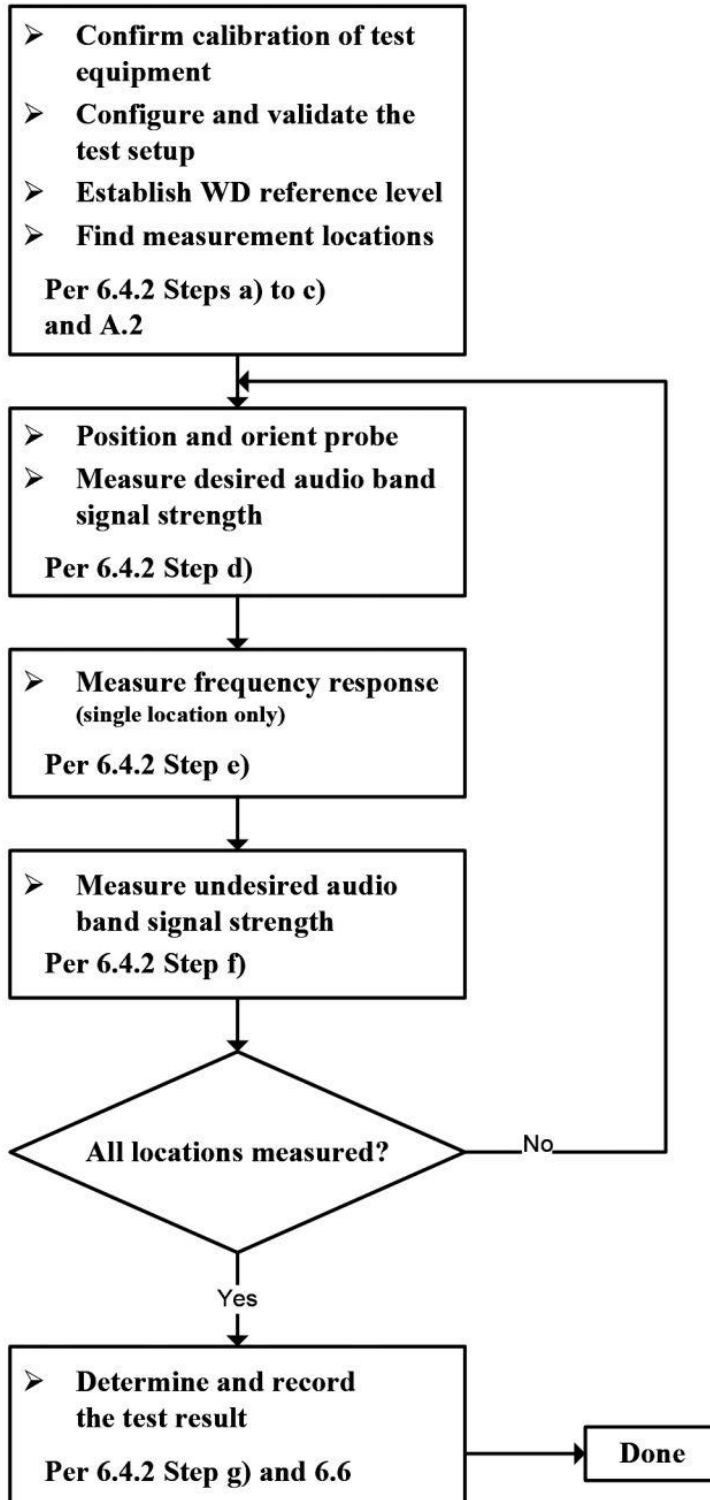 ➢ Confirm calibration of test
equipment
➢ Configure and validate the
test setup
➢ Establish WD reference level
➢ Find measurement locations
Per 6.4.2 Steps a) to c)
and A.2
➢ Position and orient probe
➢ Measure desired audio band
signal strength
Per 6.4.2 Step d)
➢ Measure frequency response
(single location only)
Per 6.4.2 Step e)
➢ Measure undesired audio
band signal strength
Per 6.4.2 Step f)
All locations measured?
No
Yes
➢ Determine and record
the test result
Per 6.4.2 Step g) and 6.6
Done